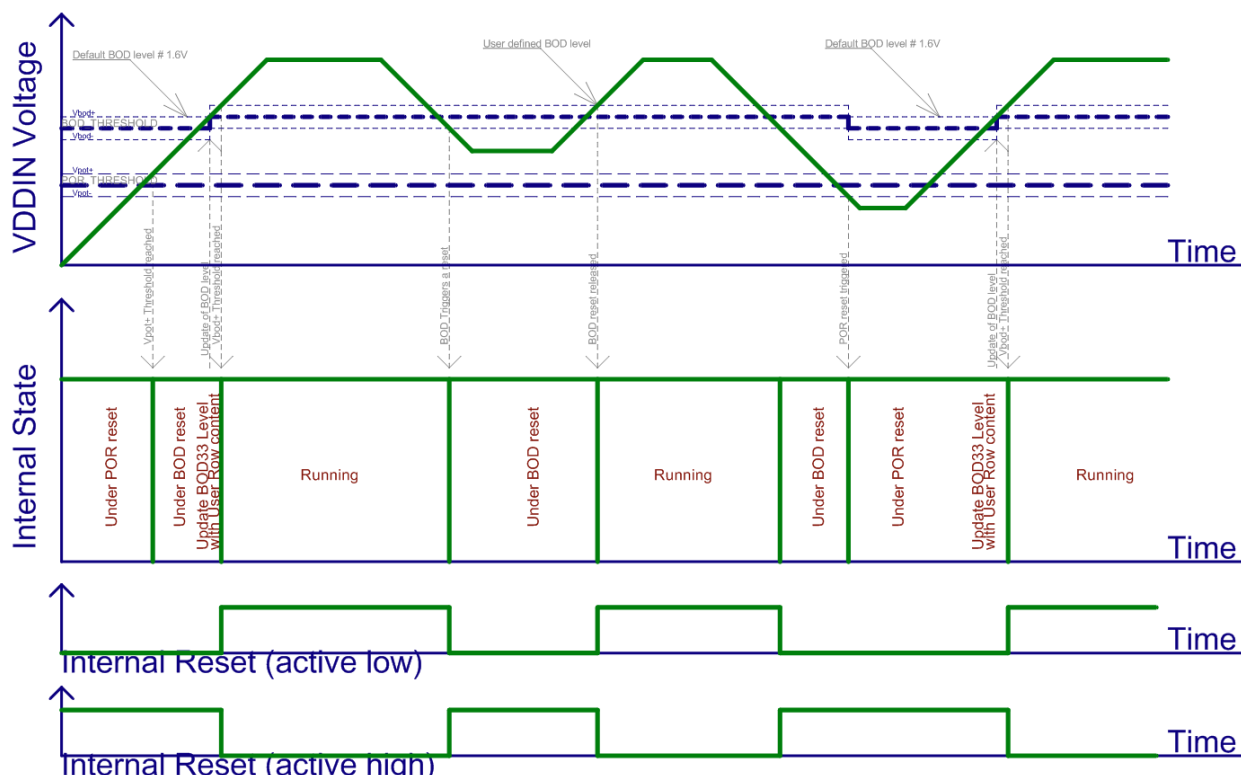 VDDIN Voltage
Default BOD level # 1.6V
User defined BOD level
Default BOD level # 1.6V
Vbod+
BOD THRESHOLD
Vbod-
Vpot+
POR THRESHOLD
Vpot-
Time
Vpot+ Threshold reached
Update of BOD level
Vbod+ Threshold reached
BOD Triggers a reset
BOD reset released
POR reset triggered
Update of BOD level
Vbod+ Threshold reached
Internal State
Under POR reset
Under BOD reset
Update BOD33 Level
with User Row content
Running
Under BOD reset
Running
Under BOD reset
Under POR reset
Update BOD33 Level
with User Row content
Running
Time
Time
Internal Reset (active low)
Time
Internal Reset (active high)